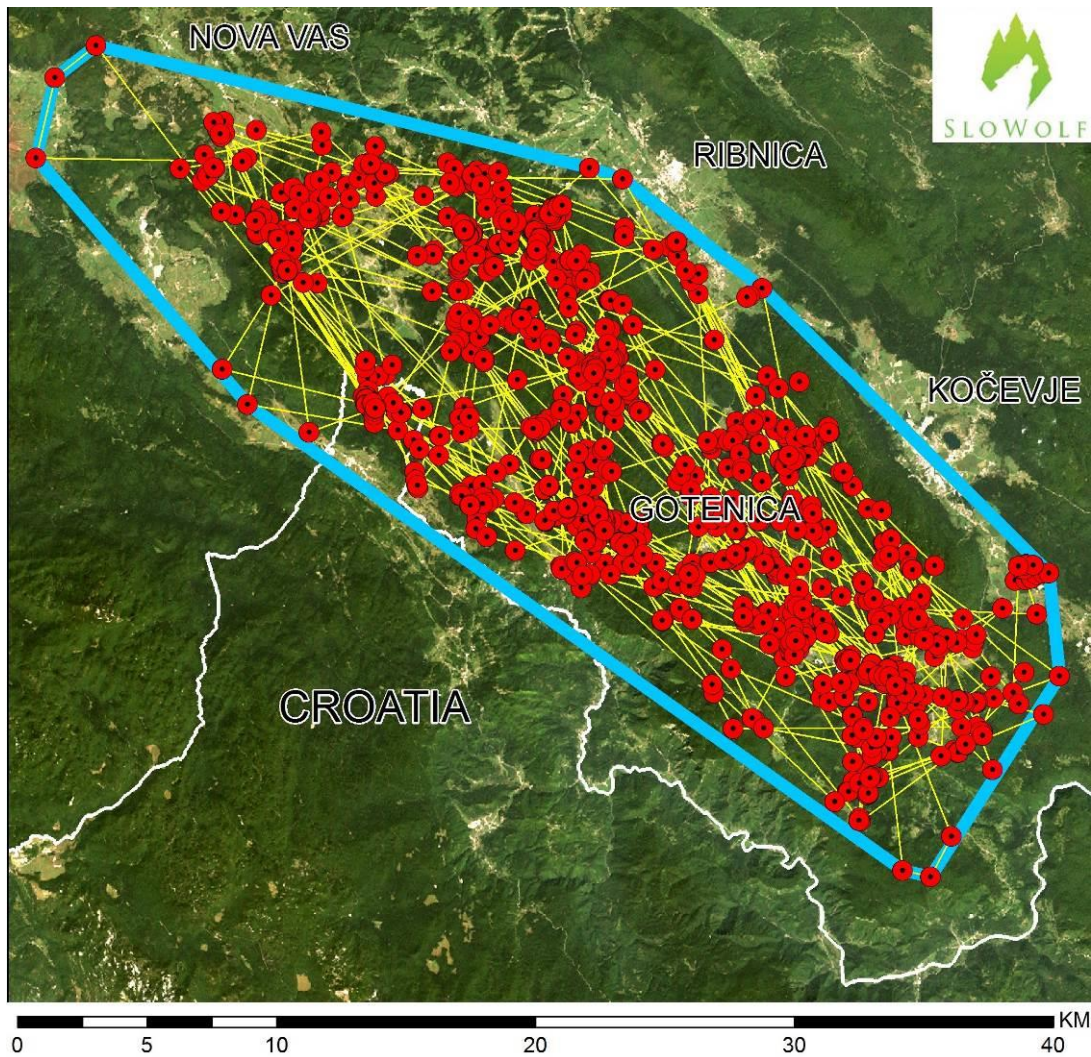 NOVA VAS
SLOWOLF
RIBNICA
KOČEVJE
GOTENICA
CROATIA
KM
0 5 10 20 30 40